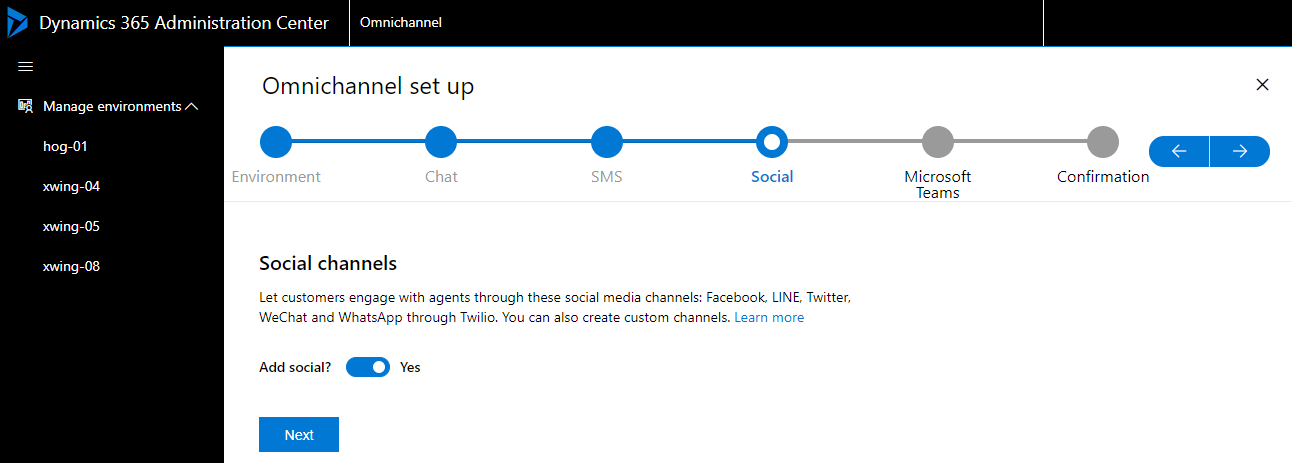 Dynamics 365 Administration Center
Omnichannel
Manage environments
hog-01
xwing-04
xwing-05
xwing-08
Omnichannel set up
Environment
Chat
SMS
Social
Microsoft
Teams
Confirmation
Social channels
Let customers engage with agents through these social media channels: Facebook, LINE, Twitter,
WeChat and WhatsApp through Twilio. You can also create custom channels. Learn more
Add social?
Yes
Next